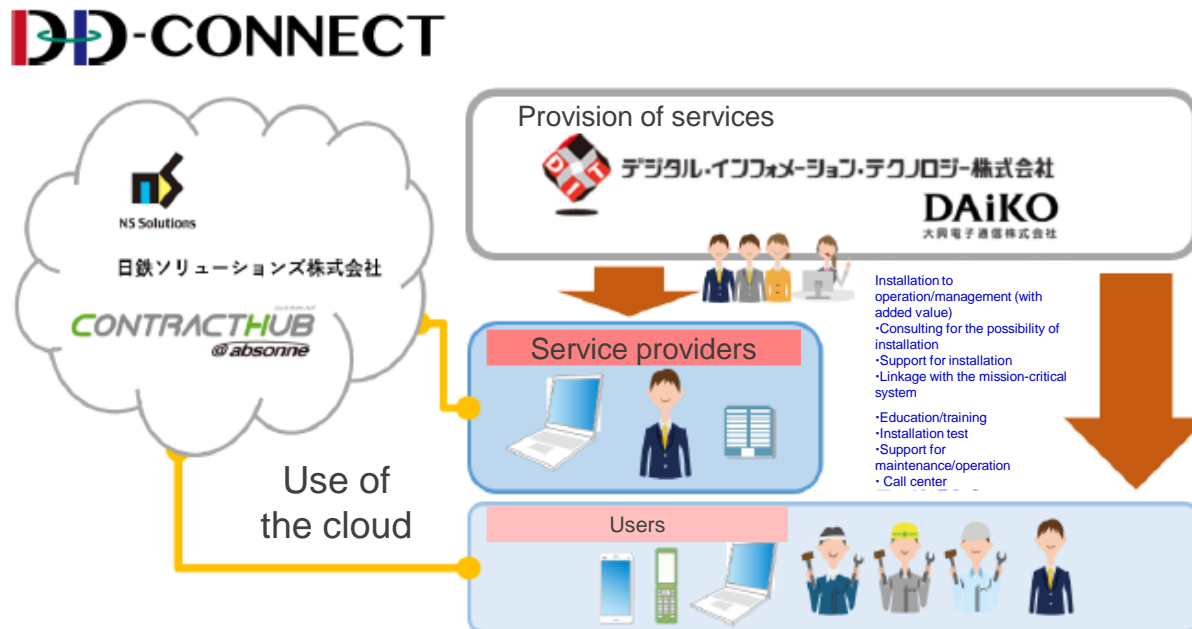 DD-CONNECT
NS Solutions
日鉄ソリューションズ株式会社
CONTRACTHUB
@absonne
Provision of services
DIT
デジタル・インフォメーション・テクノロジー株式会社
DAiKO
大興電子通信株式会社
Installation to
operation/management (with
added value)
・Consulting for the possibility of
installation
・Support for installation
・Linkage with the mission-critical
system
・Education/training
・Installation test
・Support for
maintenance/operation
・ Call center
Service providers
Use of
the cloud
Users